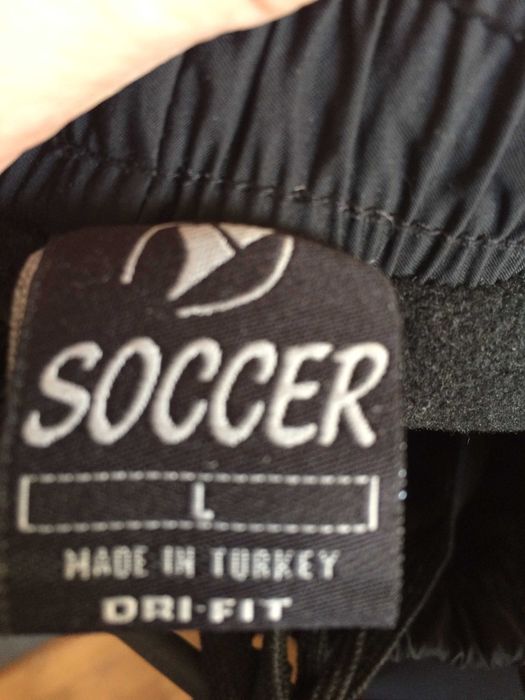 SOCCER
L
MADE IN TURKEY
DRI-FIT